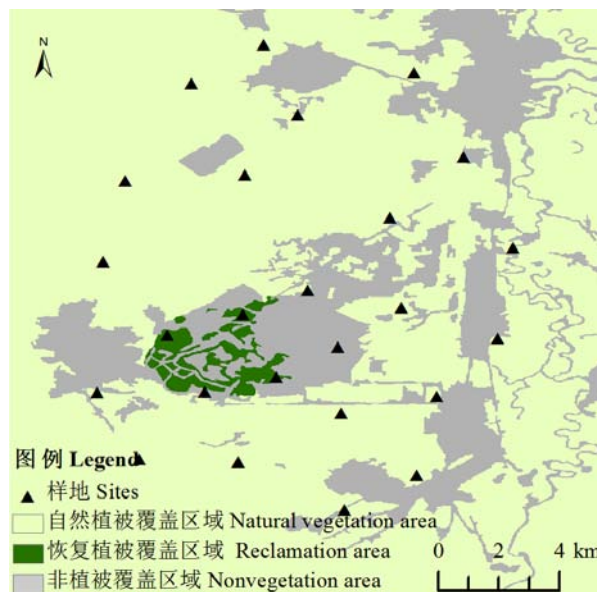 N
图 例 Legend
样地 Sites
自然植被覆盖区域 Natural vegetation area
恢复植被覆盖区域 Reclamation area
非植被覆盖区域 Nonvegetation area
0 2 4 km